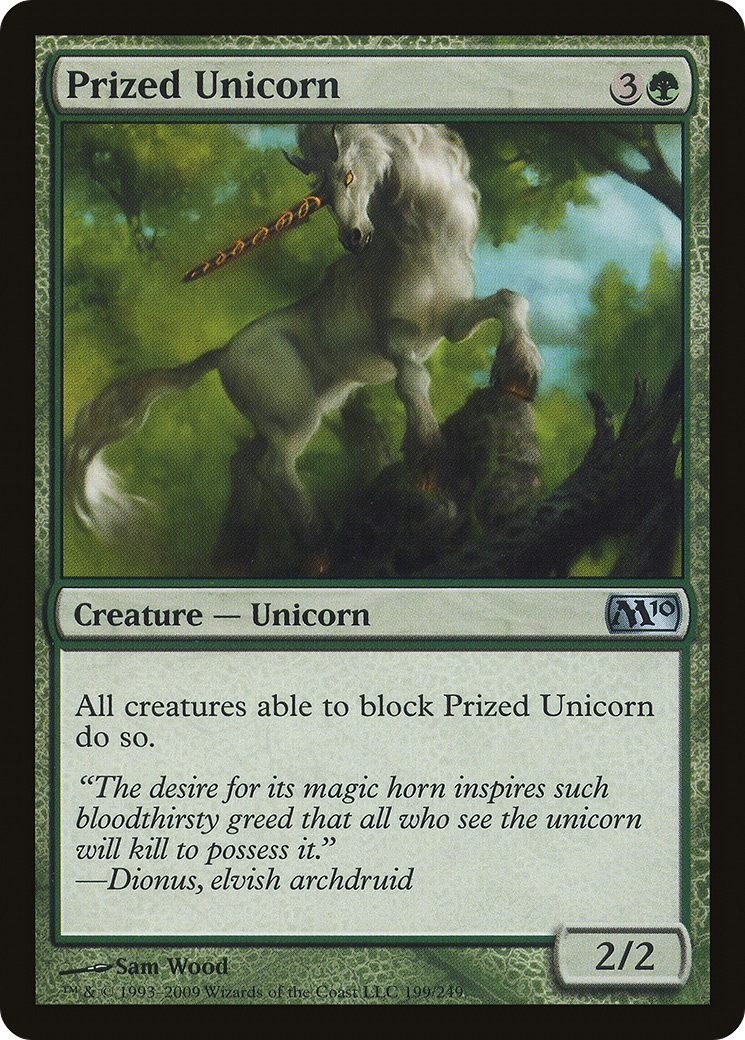 Prized Unicorn 3
Creature — Unicorn M10
All creatures able to block Prized Unicorn
do so.
“The desire for its magic horn inspires such
bloodthirsty greed that all who see the unicorn
will kill to possess it.”
—Dionus, elvish archdruid
2/2
Sam Wood
™ & © 1993–2009 Wizards of the Coast LLC 199/249